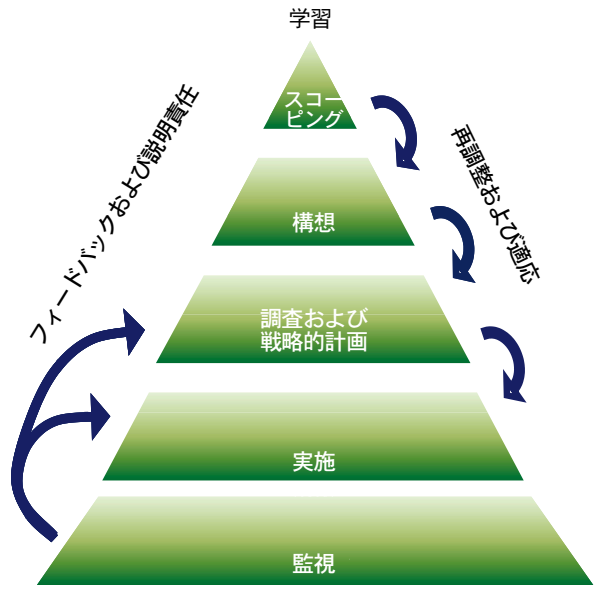 学習
スコー
ピング
フィードバックおよび説明責任
再調整および適応
構想
調査および
戦略的計画
実施
監視